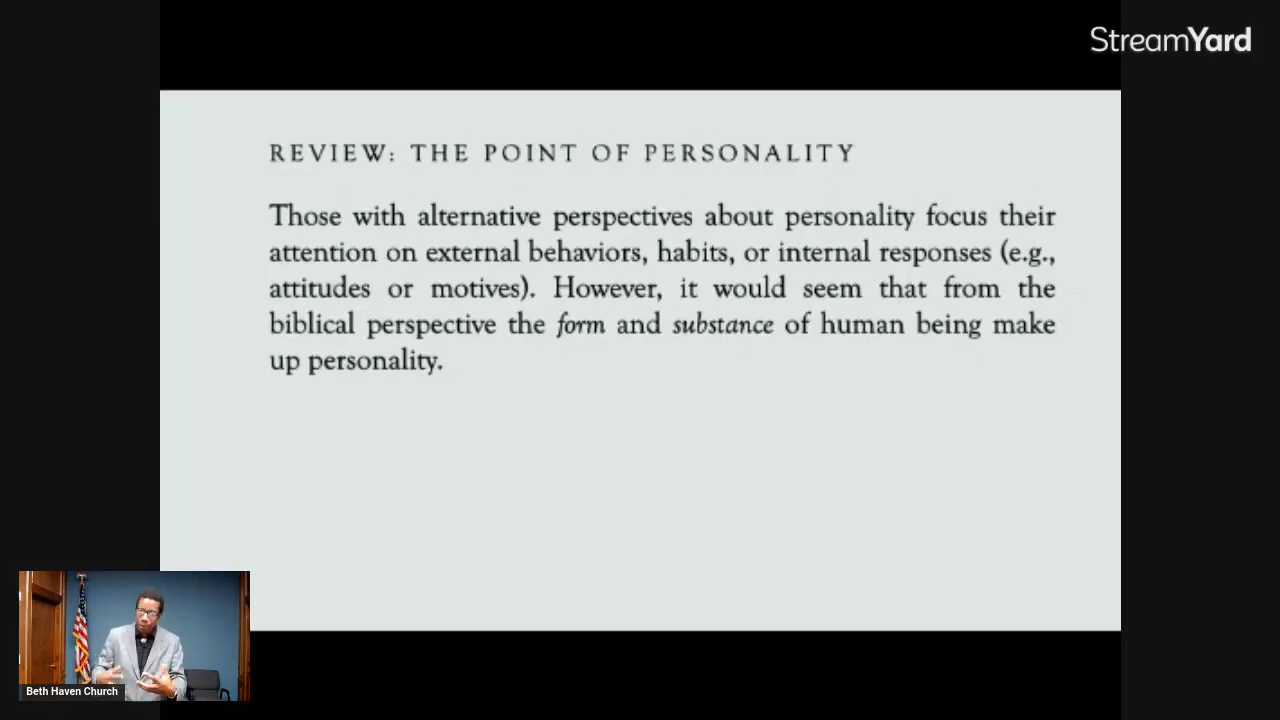 StreamYard
REVIEW: THE POINT OF PERSONALITY
Those with alternative perspectives about personality focus their
attention on external behaviors, habits, or internal responses (e.g.,
attitudes or motives). However, it would seem that from the
biblical perspective the form and substance of human being make
up personality.
Beth Haven Church